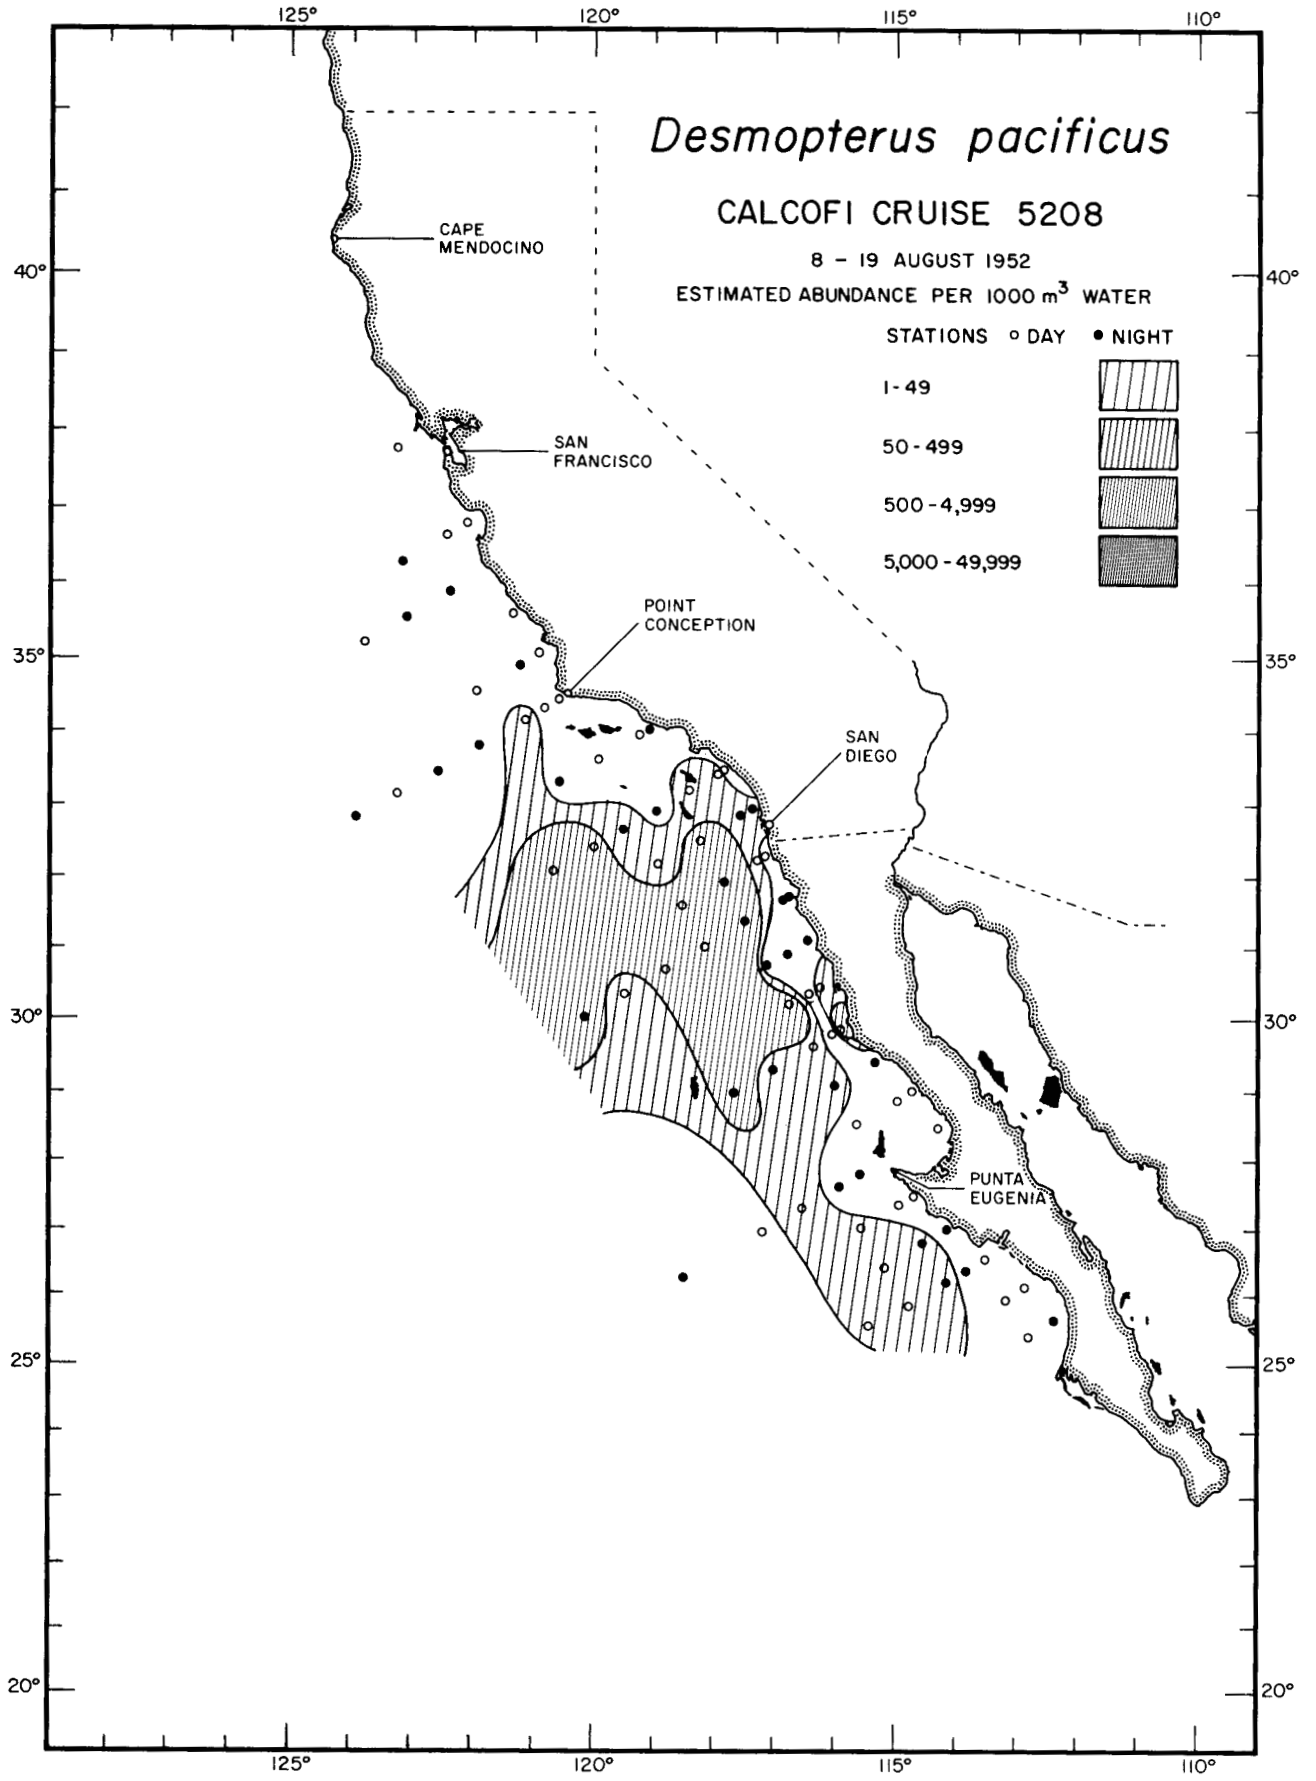 125° 120° 115° 110°
Desmopterus pacificus
CALCOFI CRUISE 5208
8 – 19 AUGUST 1952
ESTIMATED ABUNDANCE PER 1000 m³ WATER
STATIONS ○ DAY ● NIGHT
1-49
50-499
500-4,999
5,000-49,999
CAPE
MENDOCINO
40° 40°
SAN
FRANCISCO
POINT
CONCEPTION
35° 35°
SAN
DIEGO
30° 30°
PUNTA
EUGENIA
25° 25°
20° 20°
125° 120° 115° 110°